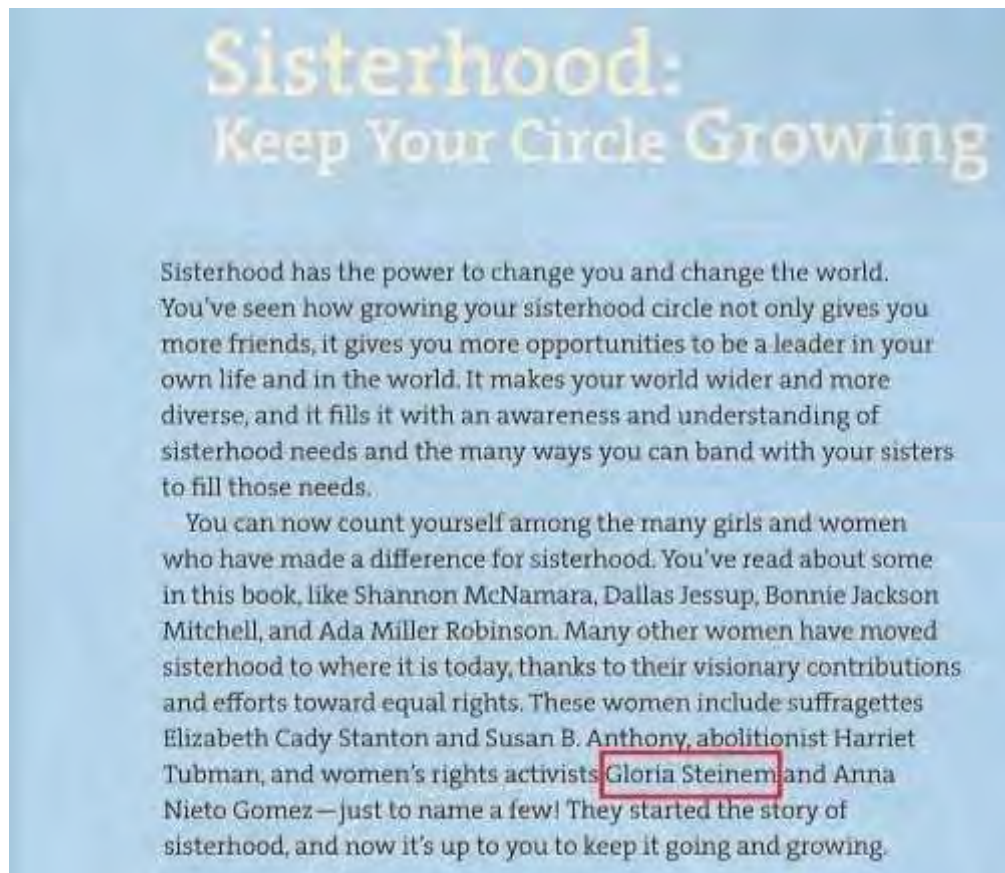 Sisterhood:
Keep Your Circle Growing
Sisterhood has the power to change you and change the world.
You've seen how growing your sisterhood circle not only gives you
more friends, it gives you more opportunities to be a leader in your
own life and in the world. It makes your world wider and more
diverse, and it fills it with an awareness and understanding of
sisterhood needs and the many ways you can band with your sisters
to fill those needs.
You can now count yourself among the many girls and women
who have made a difference for sisterhood. You've read about some
in this book, like Shannon McNamara, Dallas Jessup, Bonnie Jackson
Mitchell, and Ada Miller Robinson. Many other women have moved
sisterhood to where it is today, thanks to their visionary contributions
and efforts toward equal rights. These women include suffragettes
Elizabeth Cady Stanton and Susan B. Anthony, abolitionist Harriet
Tubman, and women's rights activists Gloria Steinem and Anna
Nieto Gomez—just to name a few! They started the story of
sisterhood, and now it's up to you to keep it going and growing.